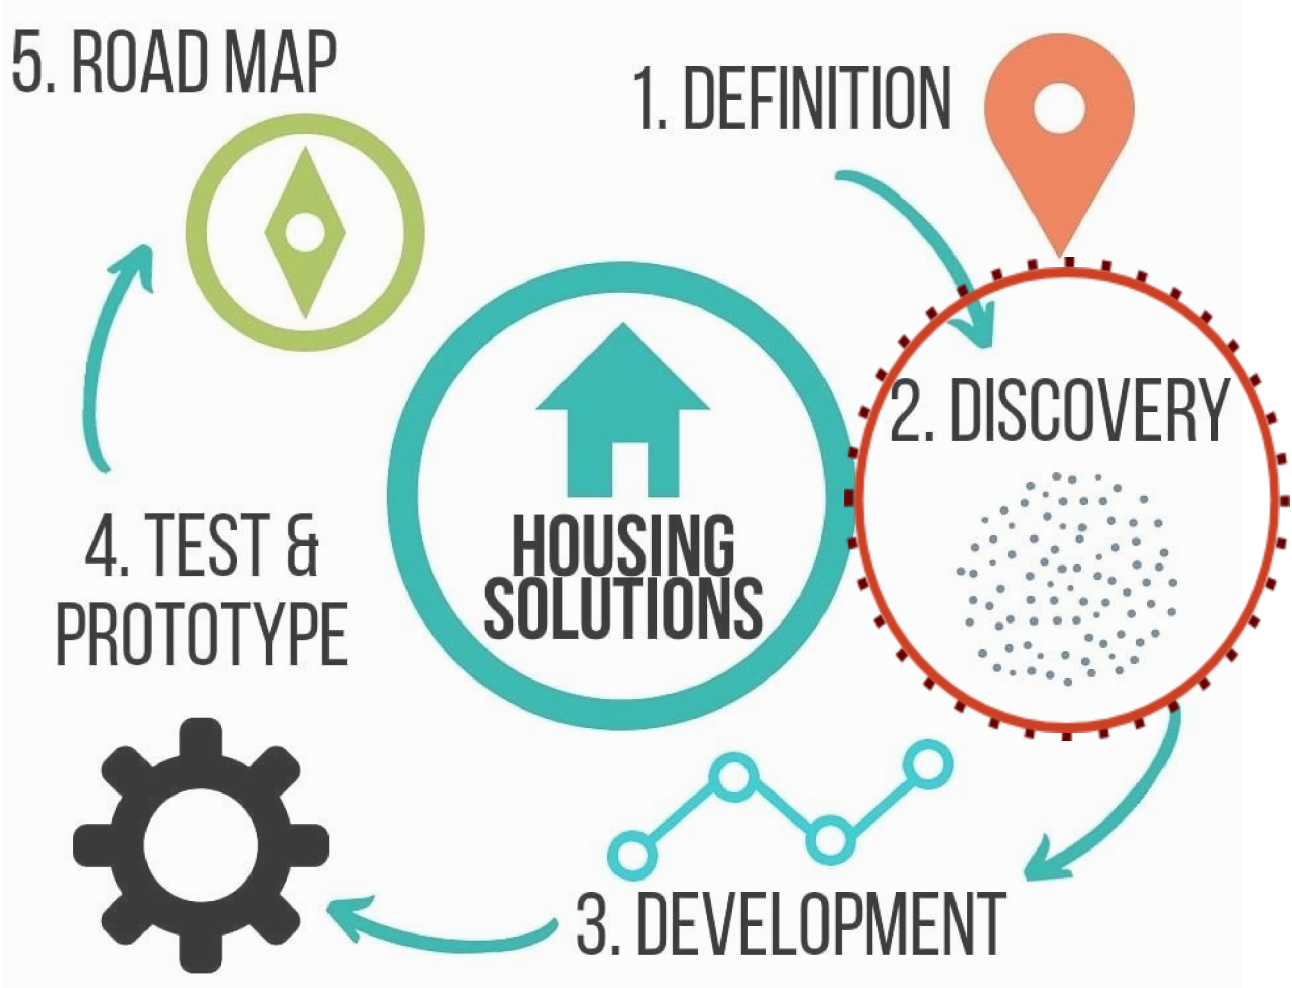 5. ROAD MAP
1. DEFINITION
2. DISCOVERY
HOUSING
SOLUTIONS
4. TEST &
PROTOTYPE
3. DEVELOPMENT